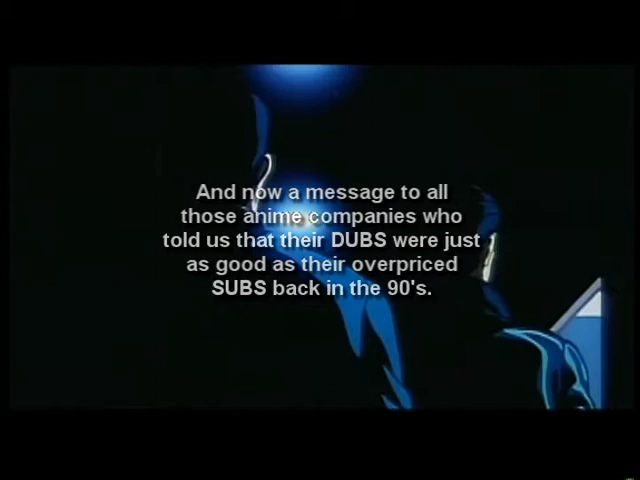 And now a message to all
those anime companies who
told us that their DUBS were just
as good as their overpriced
SUBS back in the 90's.